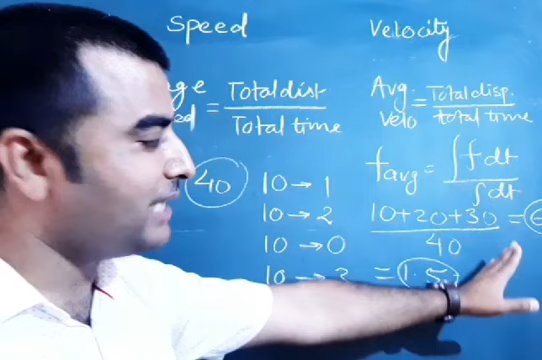 Speed
Velocity
Total dist
=
Total time
Avg Velo = Total disp. / total time
40
10 → 1
10 → 2
10 → 0
10 → 3
favg = ∫f dt / ∫dt
10+20+30 / 40 =
= 1.5